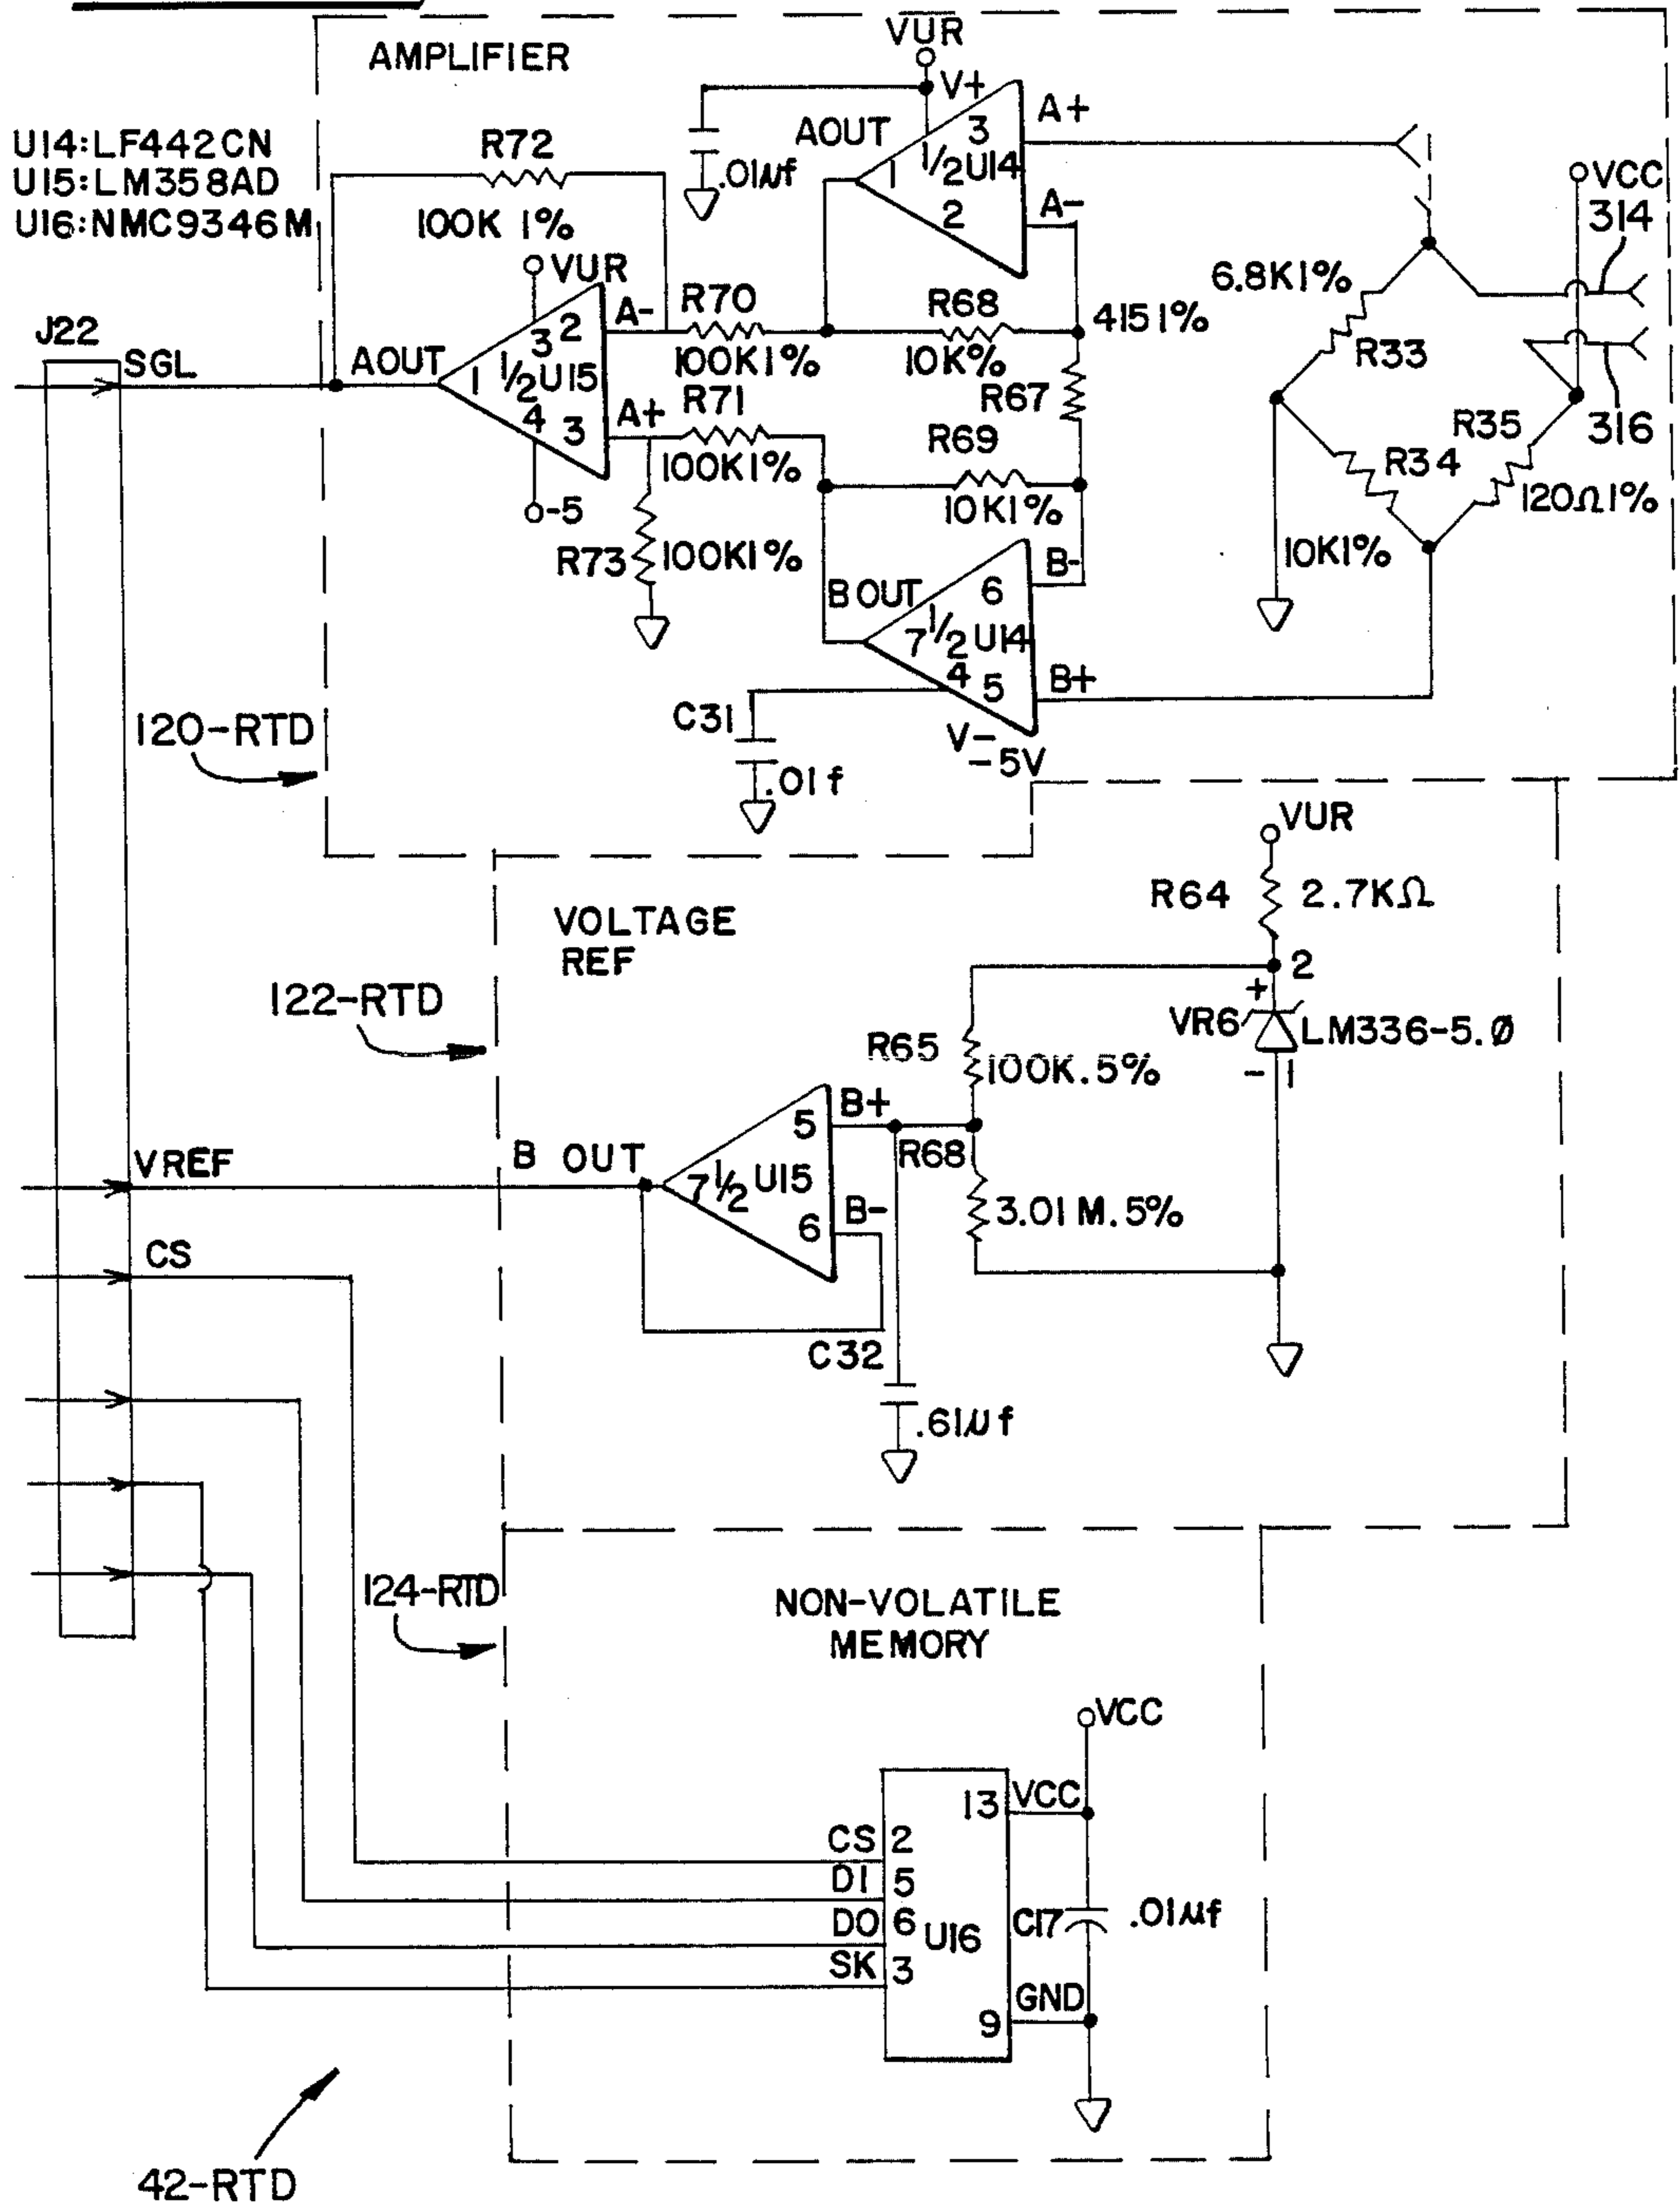 AMPLIFIER
VUR
V+
A+
AOUT
3
1/2 U14
1
2
A-
.01µf
U14:LF442CN
U15:LM358AD
U16:NMC9346M
R72
100K 1%
VCC
314
6.8K1%
R33
VUR
A-
R70
100K1%
R68
10K%
4151%
R67
J22
SGL
AOUT
3 2
1 1/2 U15
4 3
A+
R71
100K1%
R69
10K1%
R35
316
R34
120Ω1%
10K1%
-5
R73
100K1%
B-
B OUT
6
7 1/2 U14
4 5
B+
C31
V-
-5V
.01f
120-RTD
VUR
R64
2.7KΩ
VOLTAGE
REF
2
+
VR6
LM336-5.0
- 1
122-RTD
R65
100K.5%
B+
5
R68
VREF
B OUT
7 1/2 U15
B-
6
3.01M.5%
CS
C32
.61µf
124-RTD
NON-VOLATILE
MEMORY
VCC
13 VCC
CS 2
DI 5
DO 6
U16
C17
.01µf
SK 3
GND
9
42-RTD